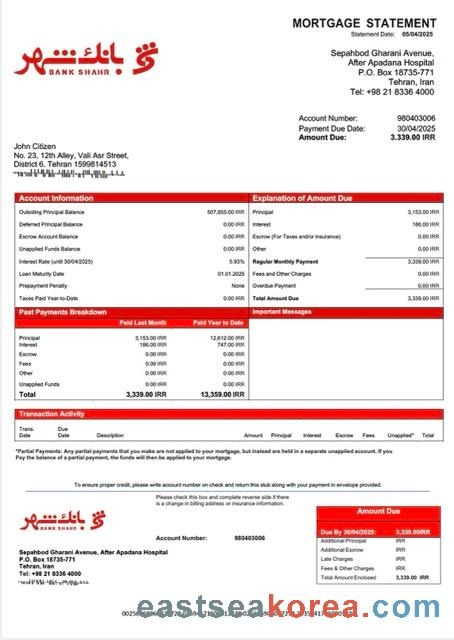 MORTGAGE STATEMENT
Statement Date: 05/04/2025
بانک شهر
BANK SHAHR
Sepahbod Gharani Avenue,
After Apadana Hospital
P.O. Box 18735-771
Tehran, Iran
Tel: +98 21 8336 4000
Account Number: 980403006
Payment Due Date: 30/04/2025
Amount Due: 3.339.00 IRR
John Citizen
No. 23, 12th Alley, Vali Asr Street,
District 6. Tehran 1599814513
Account Information
Outsiding Principal Balance 507,855.00 IRR
Deferred Principal Balance 0.00 IRR
Escrow Account Balance 0.00 IRR
Unapplied Funds Balance 0.00 IRR
Interest Rate (until 30/04/2025) 5.93%
Loan Maturity Date 01.01.2025
Prepayment Penalty None
Taxes Paid Year-to-Date 0.00 IRR
Explanation of Amount Due
Principal 3,153.00 IRR
Interest 186.00 IRR
Escrow (For Taxes and/or insurance) 0.00 IRR
Other 0.00 IRR
Regular Monthly Payment 3,339.00 IRR
Fees and Other Charges 0.00 IRR
Overdue Payment 0.00 IRR
Total Amount Due 3,339.00 IRR
Past Payments Breakdown
Paid Last Month Paid Year to Date
Principal 3,153.00 IRR 12,612.00 IRR
Interest 186.00 IRR 747.00 IRR
Escrow 0.00 IRR 0.00 IRR
Fees 0.00 IRR 0.00 IRR
Other 0.00 IRR 0.00 IRR
Unapplied Funds 0.00 IRR 0.00 IRR
Total 3,339.00 IRR 13,359.00 IRR
Important Messages
Transaction Activity
Trans. Date Due Date Description Amount Principal Interest Escrow Fees Unapplied* Total
*Partial Payments: Any partial payments that you make are not applied to your mortgage, but instead are held in a separate unapplied account. If you
Pay the balance of a partial payment, the funds will then be applied to your mortgage.
To ensure proper credit, please write account number on check and return this stub along with your payment in envelope provided.
Please check this box and complete reverse side if there
is a change in billing address or insurance information.
بانک شهر
BANK SHAHR
Account Number: 980403006
Sepahbod Gharani Avenue, After Apadana Hospital
P.O. Box 18735-771
Tehran, Iran
Tel: +98 21 8336 4000
Amount Due
Due By 30/04/2025: 3,339.00IRR
Additional Principal IRR
Additional Escrow IRR
Late Charges IRR
Fees & Other Charges IRR
Total Amount Enclosed 3,339.00 IRR
eastseakorea.com